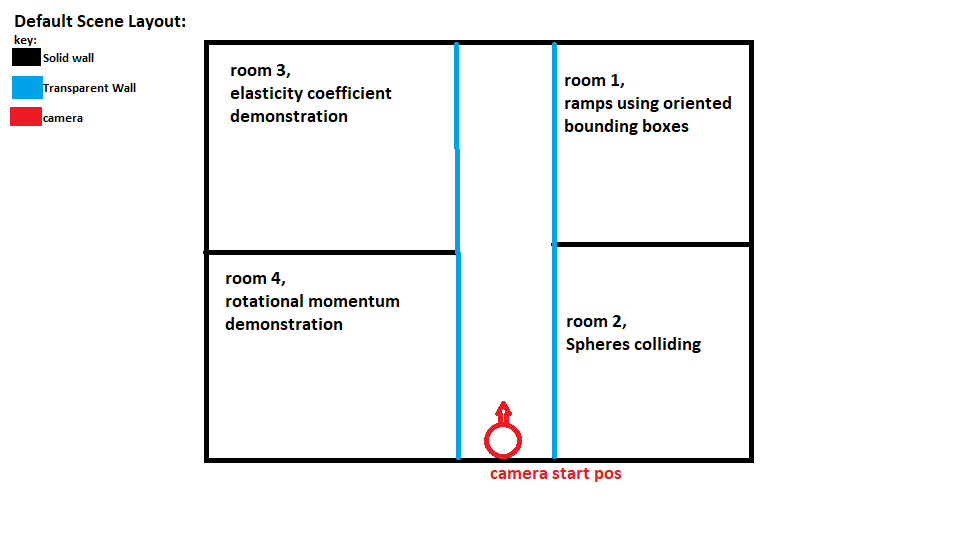 Default Scene Layout:
key:
Solid wall
Transparent Wall
camera
room 3,
elasticity coefficient
demonstration
room 1,
ramps using oriented
bounding boxes
room 4,
rotational momentum
demonstration
room 2,
Spheres colliding
camera start pos